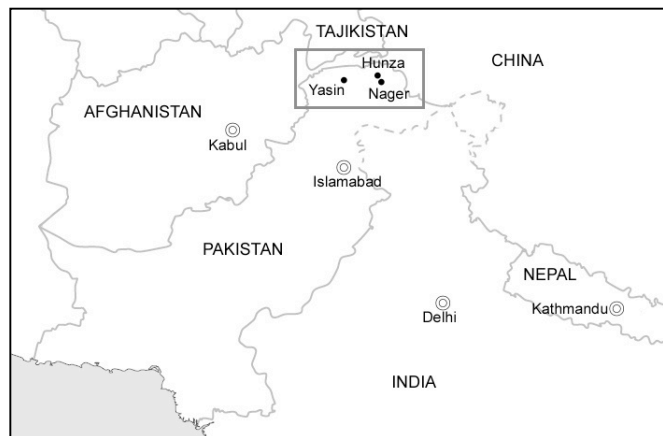 TAJIKISTAN
Hunza
CHINA
Yasin
Nager
AFGHANISTAN
Kabul
Islamabad
PAKISTAN
NEPAL
Delhi
Kathmandu
INDIA